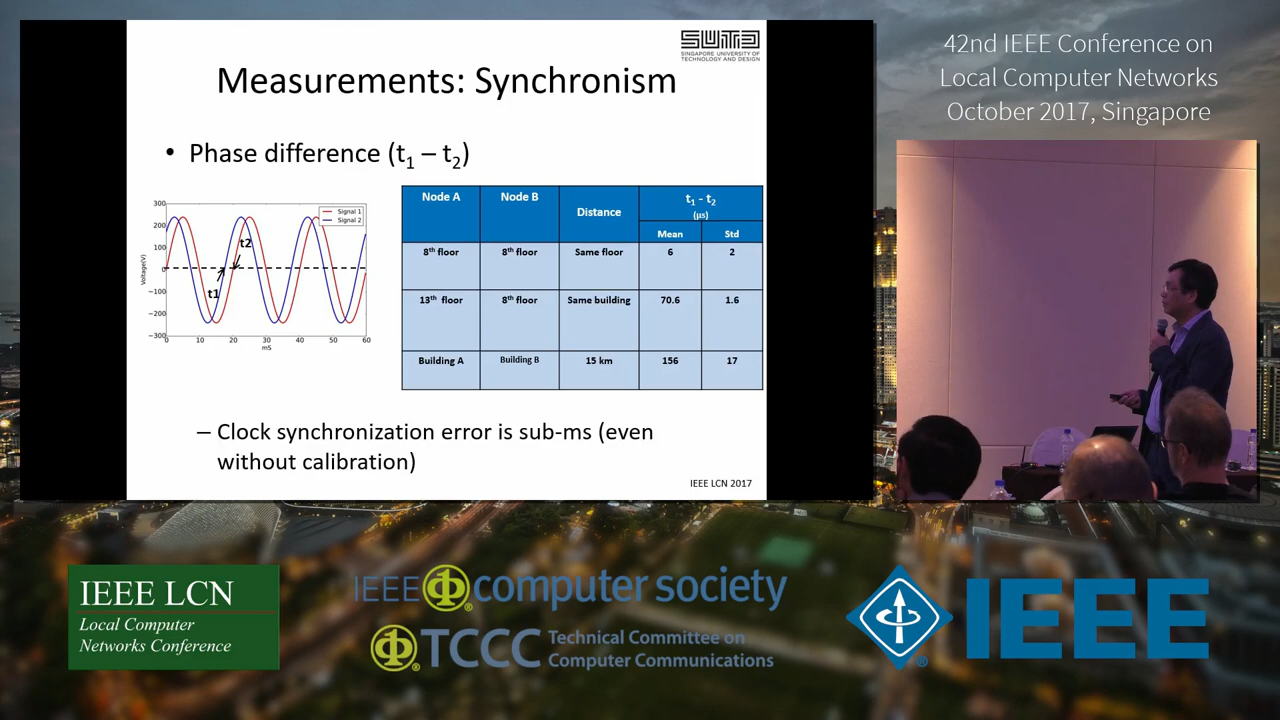 SUTD
SINGAPORE UNIVERSITY OF
TECHNOLOGY AND DESIGN
Measurements: Synchronism
• Phase difference (t1 – t2)
300
200
100
0
−100
−200
−300
0 10 20 30 40 50 60
mS
Voltage(V)
Signal 1
Signal 2
t2
t1
Node A Node B Distance t1 - t2
(μs)
Mean Std
8th floor 8th floor Same floor 6 2
13th floor 8th floor Same building 70.6 1.6
Building A Building B 15 km 156 17
– Clock synchronization error is sub-ms (even
without calibration)
IEEE LCN 2017
42nd IEEE Conference on
Local Computer Networks
October 2017, Singapore
IEEE LCN
Local Computer
Networks Conference
IEEE computer society
TCCC Technical Committee on
Computer Communications
IEEE